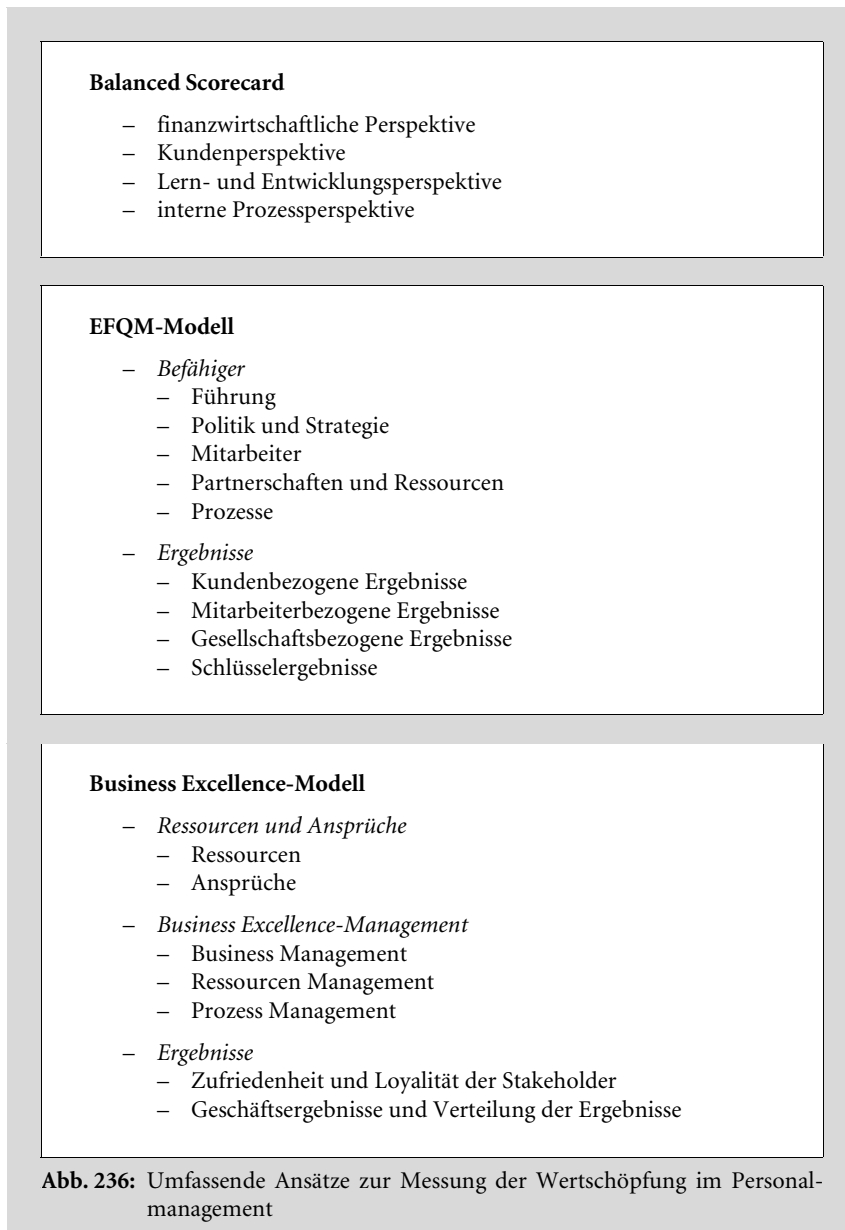 Balanced Scorecard
– finanzwirtschaftliche Perspektive
– Kundenperspektive
– Lern- und Entwicklungsperspektive
– interne Prozessperspektive
EFQM-Modell
– Befähiger
– Führung
– Politik und Strategie
– Mitarbeiter
– Partnerschaften und Ressourcen
– Prozesse
– Ergebnisse
– Kundenbezogene Ergebnisse
– Mitarbeiterbezogene Ergebnisse
– Gesellschaftsbezogene Ergebnisse
– Schlüsselergebnisse
Business Excellence-Modell
– Ressourcen und Ansprüche
– Ressourcen
– Ansprüche
– Business Excellence-Management
– Business Management
– Ressourcen Management
– Prozess Management
– Ergebnisse
– Zufriedenheit und Loyalität der Stakeholder
– Geschäftsergebnisse und Verteilung der Ergebnisse
Abb. 236: Umfassende Ansätze zur Messung der Wertschöpfung im Personal-
management